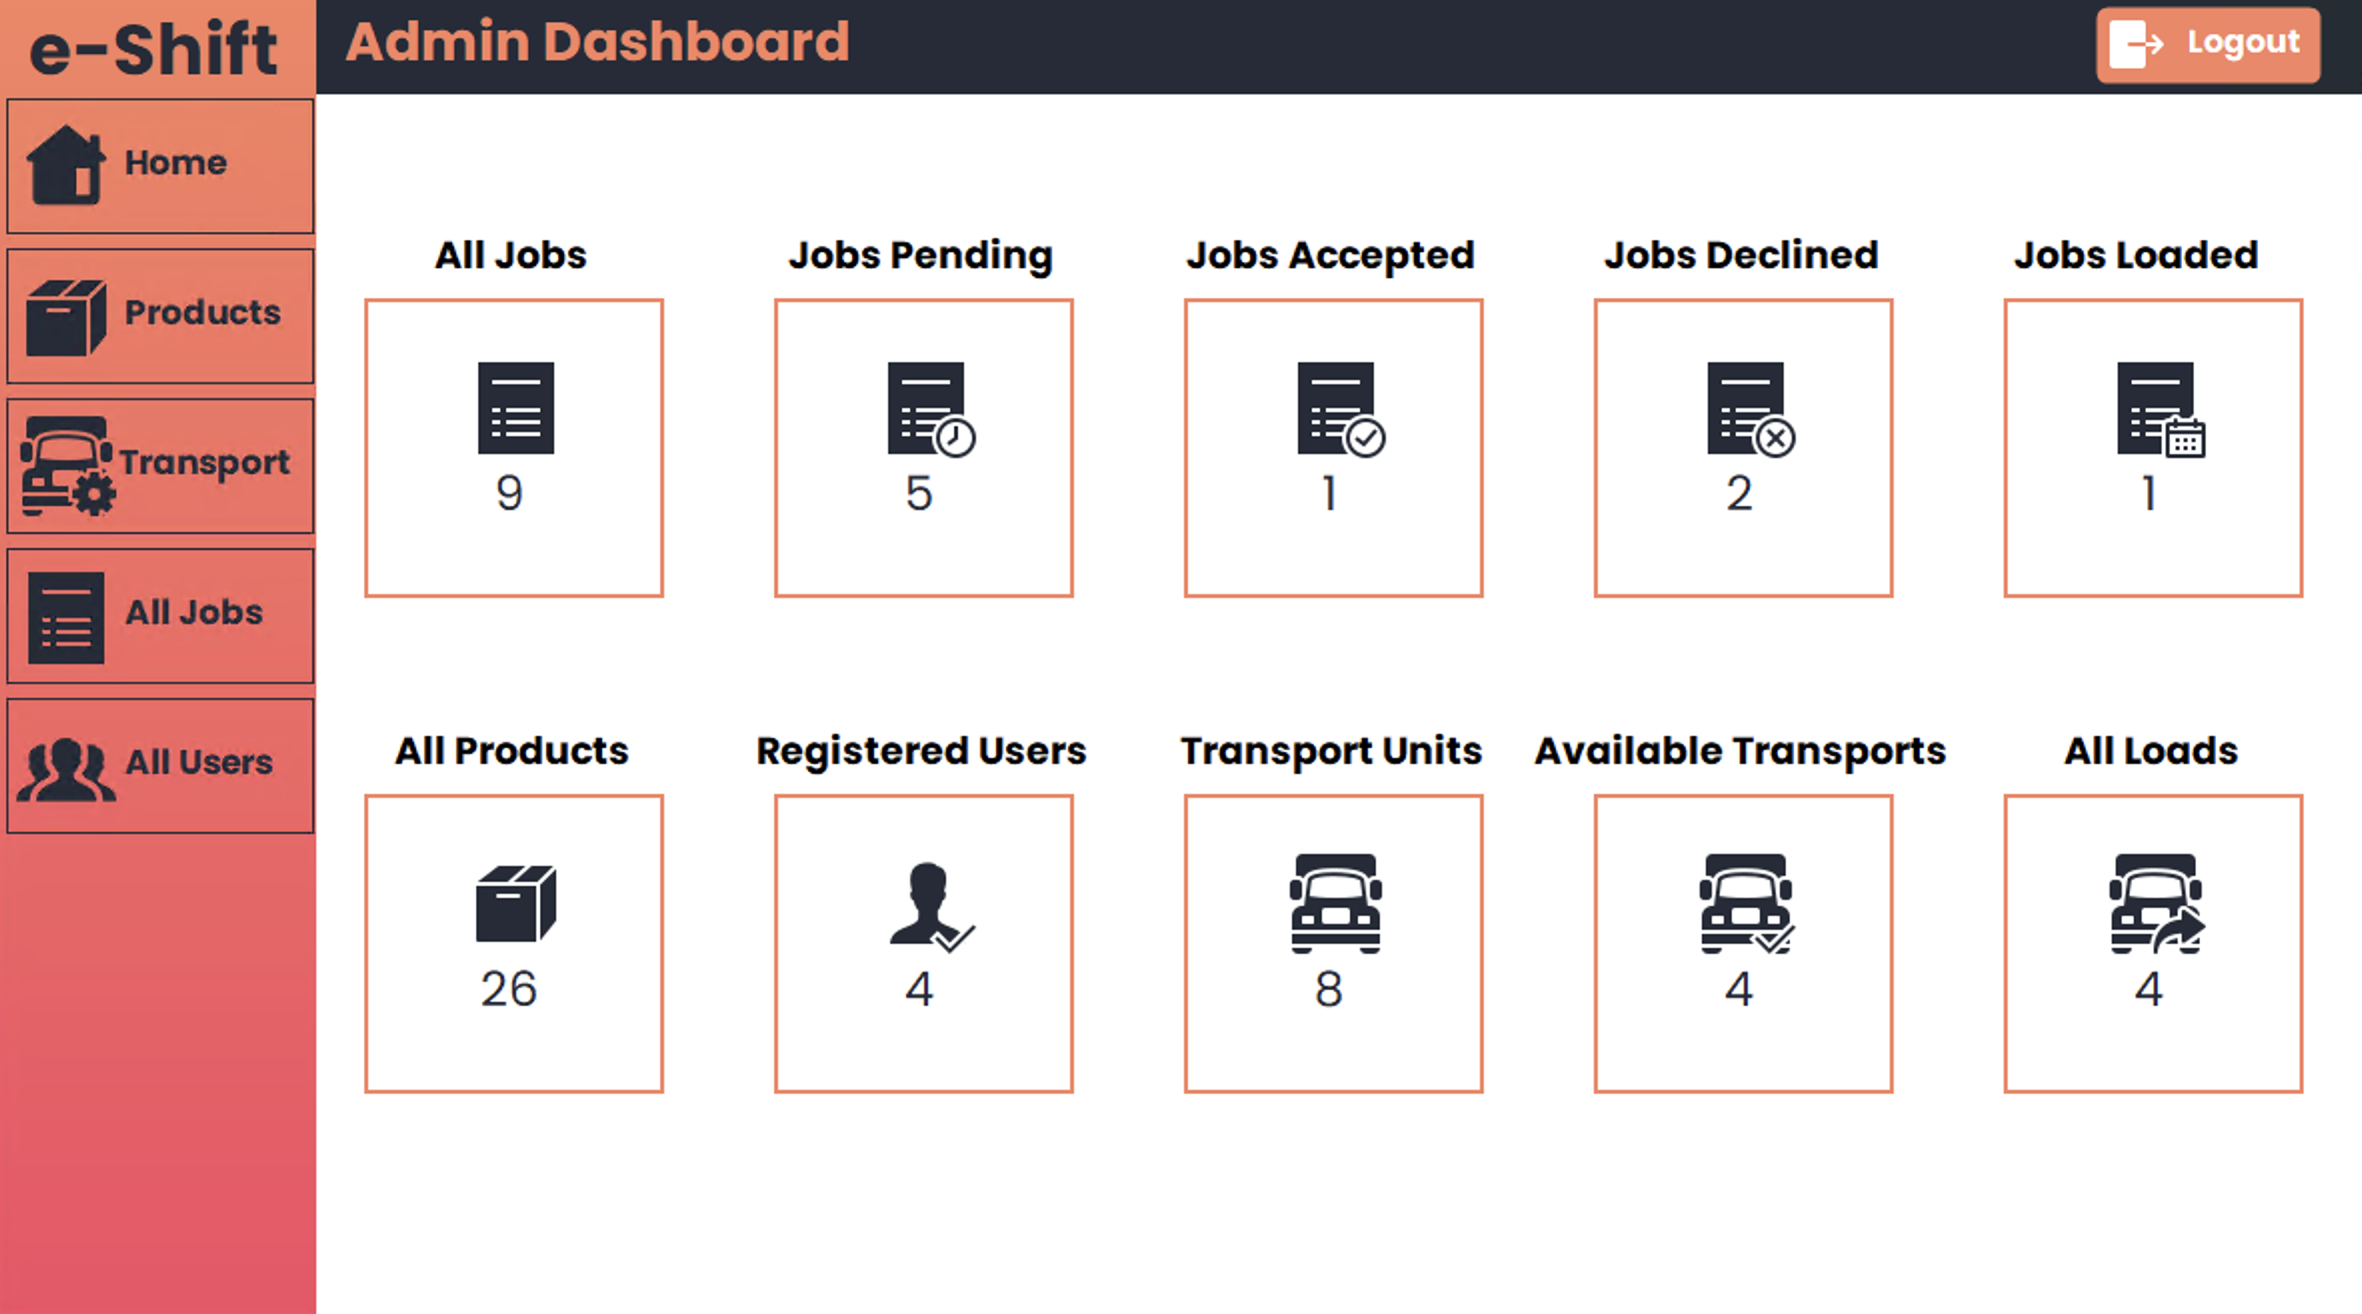 e-Shift
Admin Dashboard
Logout
Home
Products
Transport
All Jobs
All Users
All Jobs
9
Jobs Pending
5
Jobs Accepted
1
Jobs Declined
2
Jobs Loaded
1
All Products
26
Registered Users
4
Transport Units
8
Available Transports
4
All Loads
4